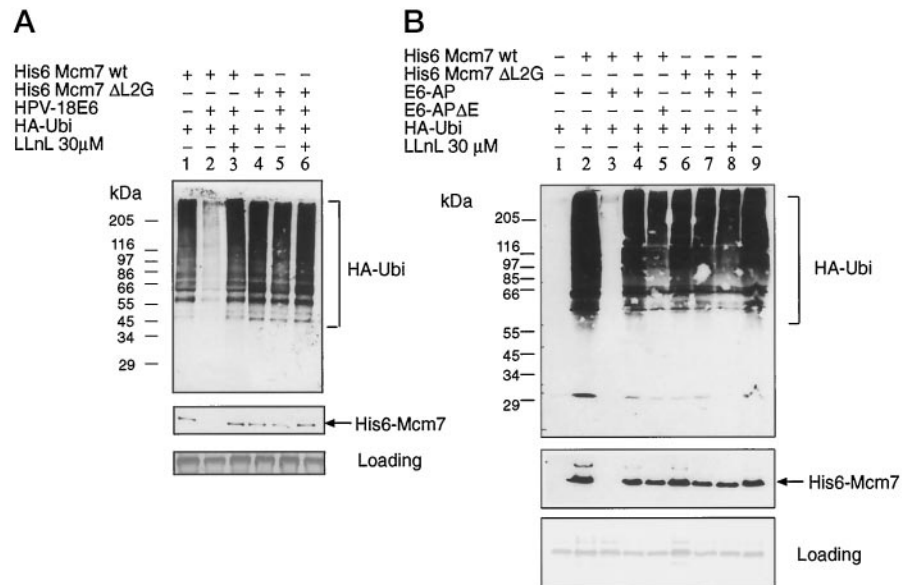 A
His6 Mcm7 wt + + + − − −
His6 Mcm7 ΔL2G − − − + + +
HPV-18E6 − + + − + +
HA-Ubi + + + + + +
LLnL 30µM − − + − − +
1 2 3 4 5 6
kDa
205
116
97
86
66
55
45
34
29
HA-Ubi
His6-Mcm7
Loading
B
His6 Mcm7 wt − + + + + − − − −
His6 Mcm7 ΔL2G − − − − − + + + +
E6-AP − − + + − − + + −
E6-APΔE − − − − + − − − +
HA-Ubi + + + + + + + + +
LLnL 30 µM − − − + − − − + −
1 2 3 4 5 6 7 8 9
kDa
205
116
97
85
66
55
45
34
29
HA-Ubi
His6-Mcm7
Loading